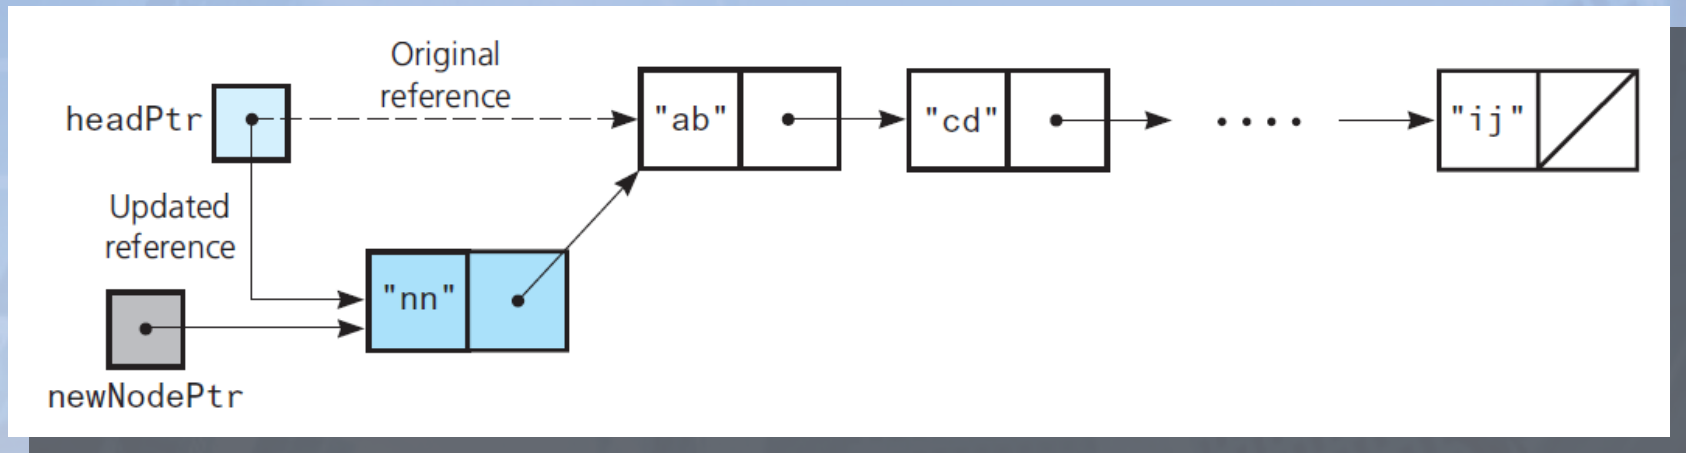 Original
reference
headPtr
"ab"
"cd"
"ij"
Updated
reference
"nn"
newNodePtr